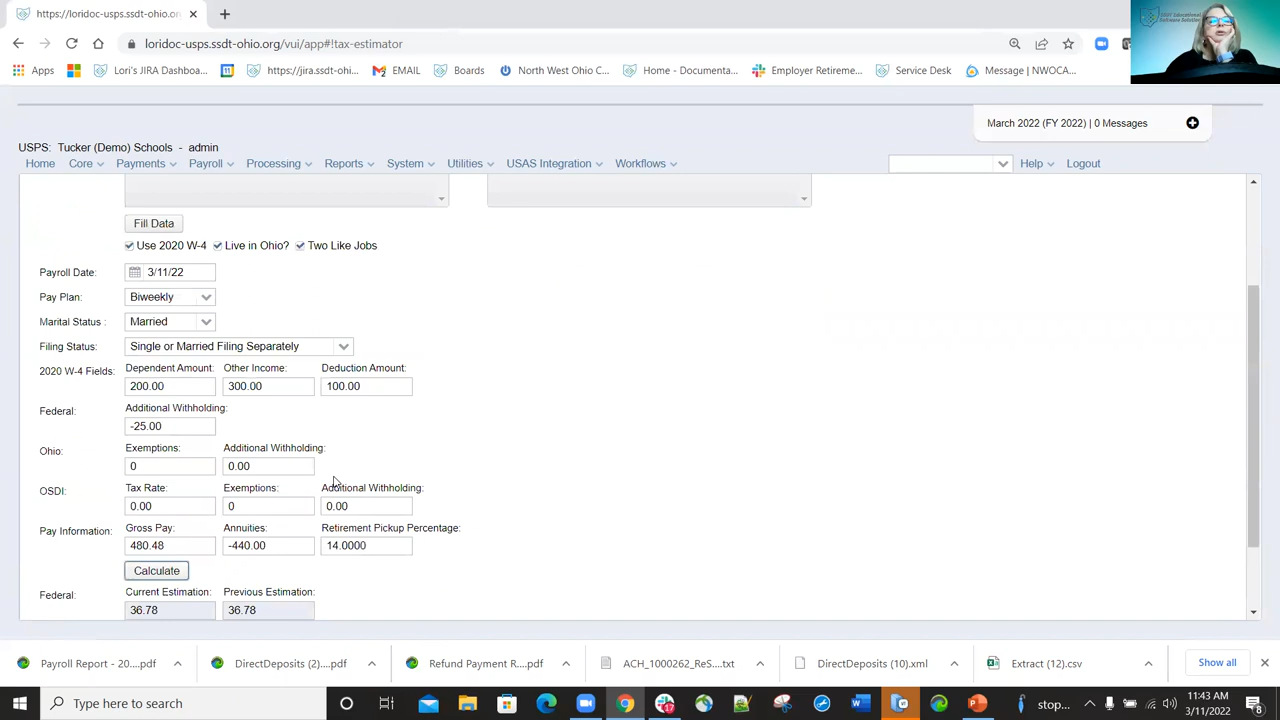 https://loridoc-usps.ssdt-ohio.org
loridoc-usps.ssdt-ohio.org/vui/app#!tax-estimator
Apps Lori's JIRA Dashboa... https://jira.ssdt-ohi... EMAIL Boards North West Ohio C... Home - Documenta... Employer Retireme... Service Desk Message | NWOCA...
March 2022 (FY 2022) | 0 Messages
USPS: Tucker (Demo) Schools - admin
Home Core Payments Payroll Processing Reports System Utilities USAS Integration Workflows Help Logout
Fill Data
Use 2020 W-4 Live in Ohio? Two Like Jobs
Payroll Date: 3/11/22
Pay Plan: Biweekly
Marital Status : Married
Filing Status: Single or Married Filing Separately
Dependent Amount: Other Income: Deduction Amount:
2020 W-4 Fields: 200.00 300.00 100.00
Additional Withholding:
Federal: -25.00
Exemptions: Additional Withholding:
Ohio: 0 0.00
Tax Rate: Exemptions: Additional Withholding:
OSDI: 0.00 0 0.00
Gross Pay: Annuities: Retirement Pickup Percentage:
Pay Information: 480.48 -440.00 14.0000
Calculate
Current Estimation: Previous Estimation:
Federal: 36.78 36.78
Payroll Report - 20....pdf DirectDeposits (2)....pdf Refund Payment R....pdf ACH_1000262_ReS....txt DirectDeposits (10).xml Extract (12).csv Show all
Type here to search
17
stop...
11:43 AM
3/11/2022
8